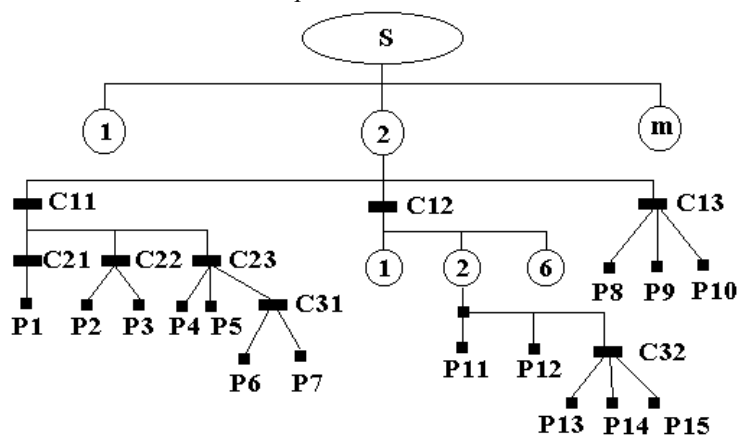 S
1 2 m
C11 C12 C13
C21 C22 C23 1 2 6
P8 P9 P10
P1 P2 P3 P4 P5 C31
C32
P11 P12
P6 P7
P13 P14 P15